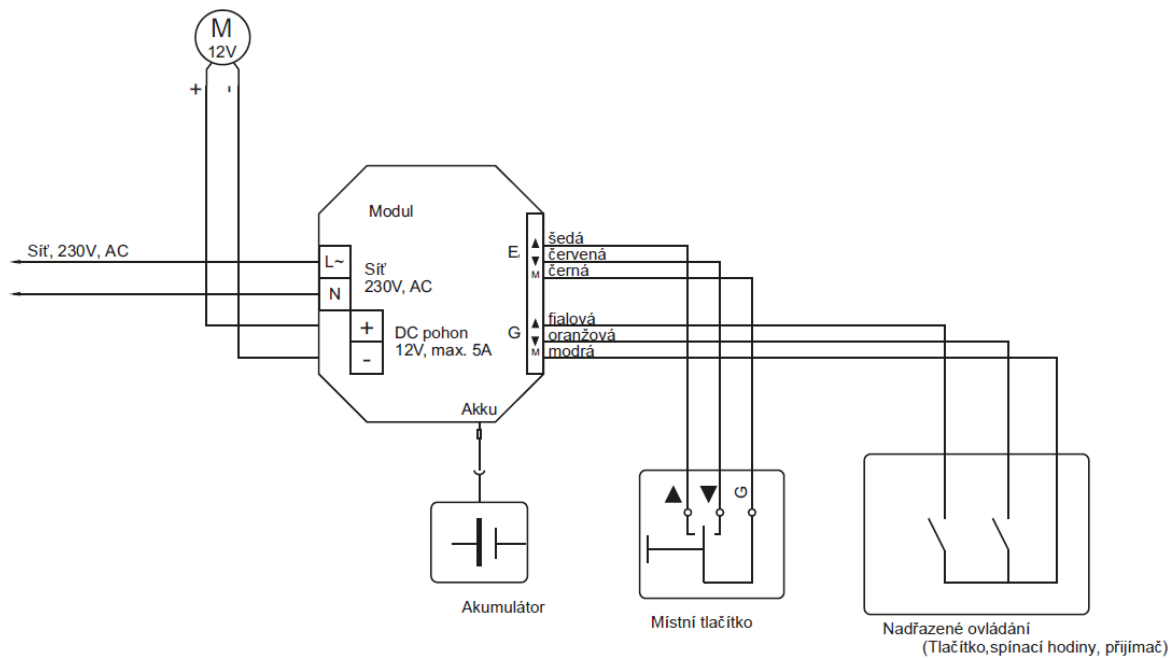 M
12V
+ -
Modul
Síť, 230V, AC
L~
N
Síť
230V, AC
+
-
DC pohon
12V, max. 5A
E
▲
▼
M
šedá
červená
černá
G
▲
▼
M
fialová
oranžová
modrá
Akku
▲ ▼ G
Akumulátor
Místní tlačítko
Nadřazené ovládání
(Tlačítko,spínací hodiny, přijímač)